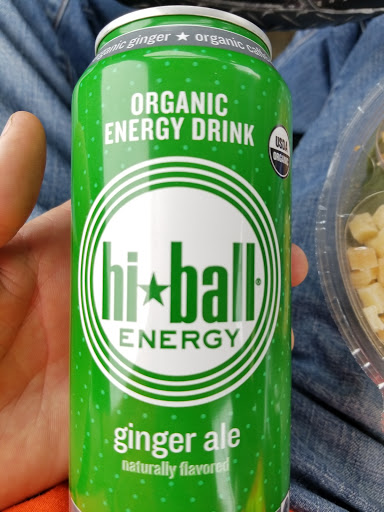 organic ginger ★ organic
ORGANIC
ENERGY DRINK
USDA
ORGANIC
hi★ball®
ENERGY
ginger ale
naturally flavored